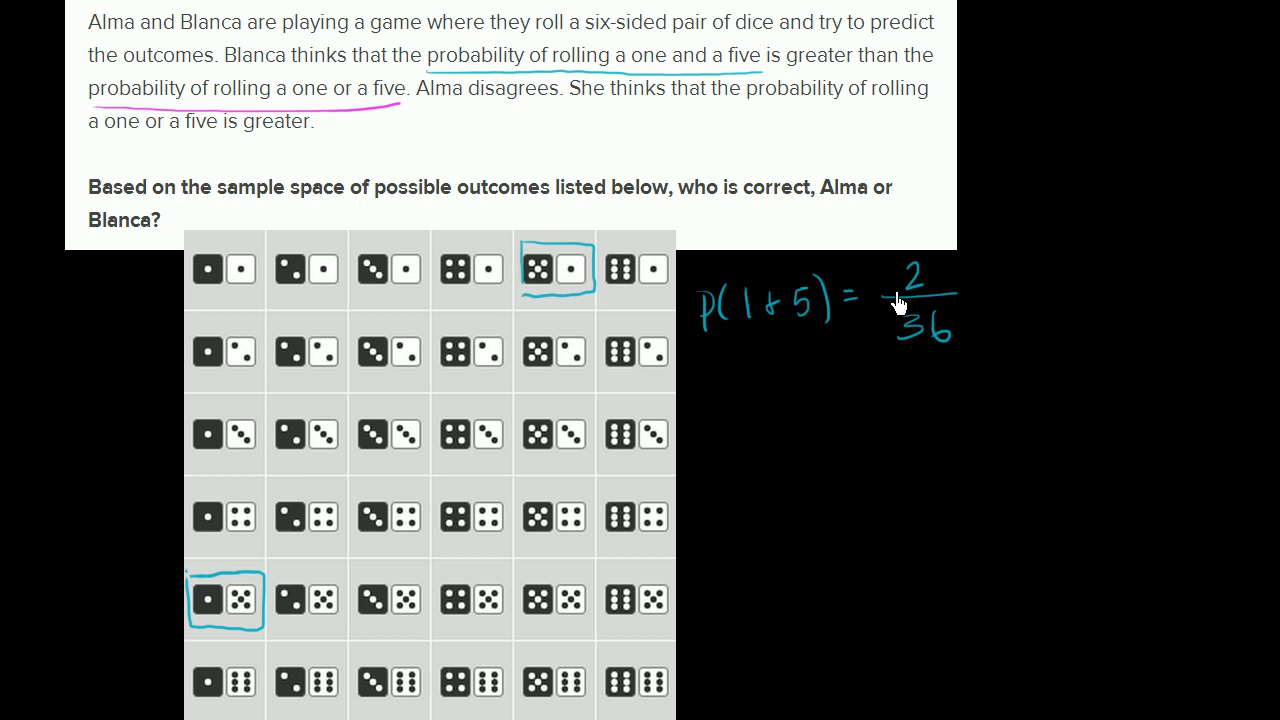 Alma and Blanca are playing a game where they roll a six-sided pair of dice and try to predict
the outcomes. Blanca thinks that the probability of rolling a one and a five is greater than the
probability of rolling a one or a five. Alma disagrees. She thinks that the probability of rolling
a one or a five is greater.
Based on the sample space of possible outcomes listed below, who is correct, Alma or
Blanca?
P(1 + 5) = 2/36